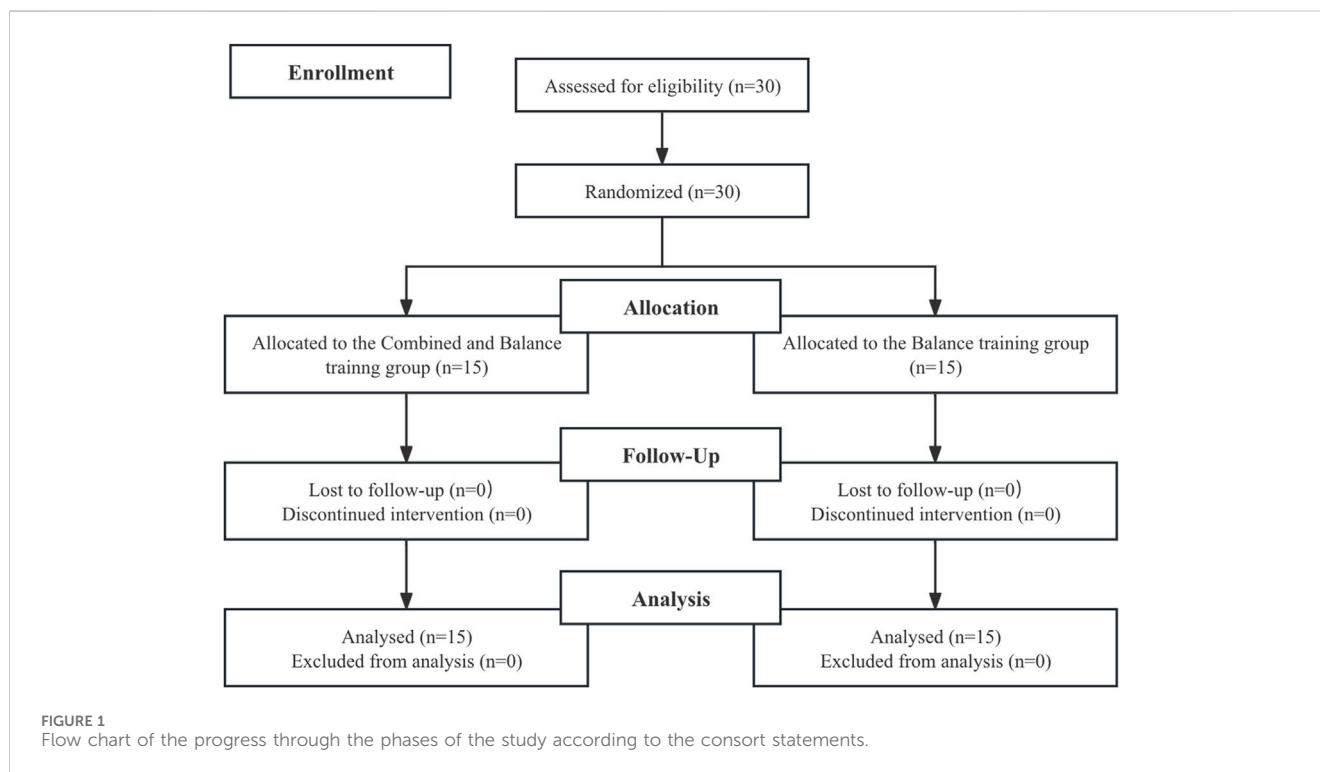 Enrollment
Assessed for eligibility (n=30)
Randomized (n=30)
Allocation
Allocated to the Combined and Balance
trainng group (n=15)
Allocated to the Balance training group
(n=15)
Follow-Up
Lost to follow-up (n=0)
Discontinued intervention (n=0)
Lost to follow-up (n=0)
Discontinued intervention (n=0)
Analysis
Analysed (n=15)
Excluded from analysis (n=0)
Analysed (n=15)
Excluded from analysis (n=0)
FIGURE 1
Flow chart of the progress through the phases of the study according to the consort statements.